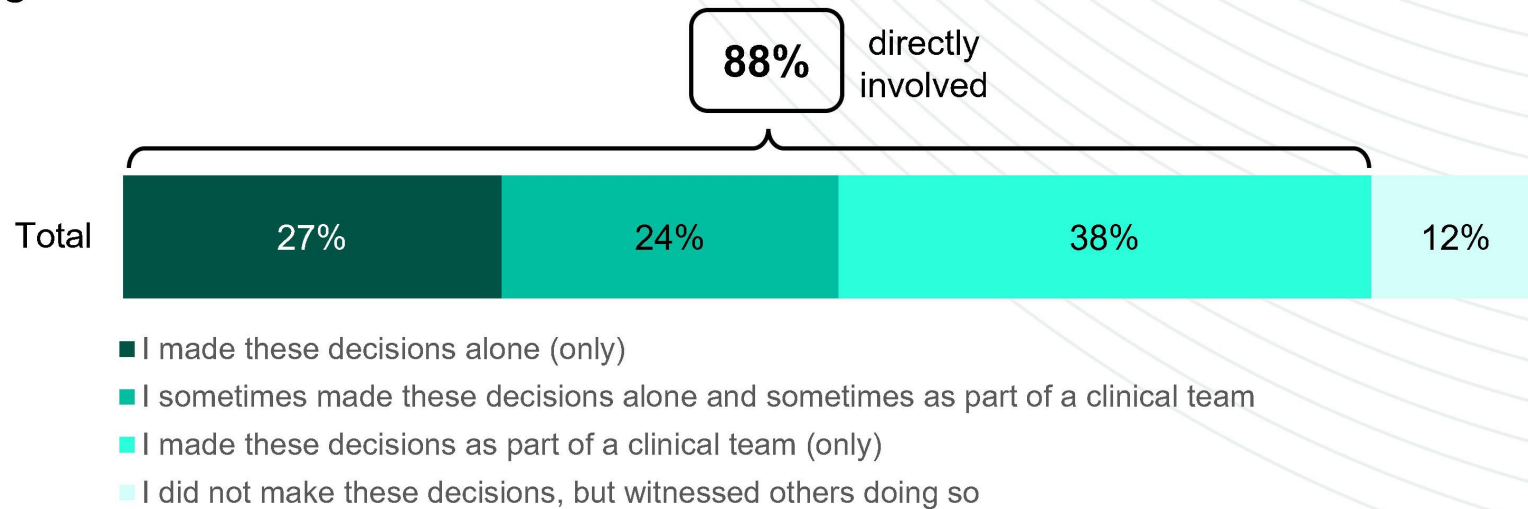 88%
directly
involved
Total
27%
24%
38%
12%
I made these decisions alone (only)
I sometimes made these decisions alone and sometimes as part of a clinical team
I made these decisions as part of a clinical team (only)
I did not make these decisions, but witnessed others doing so